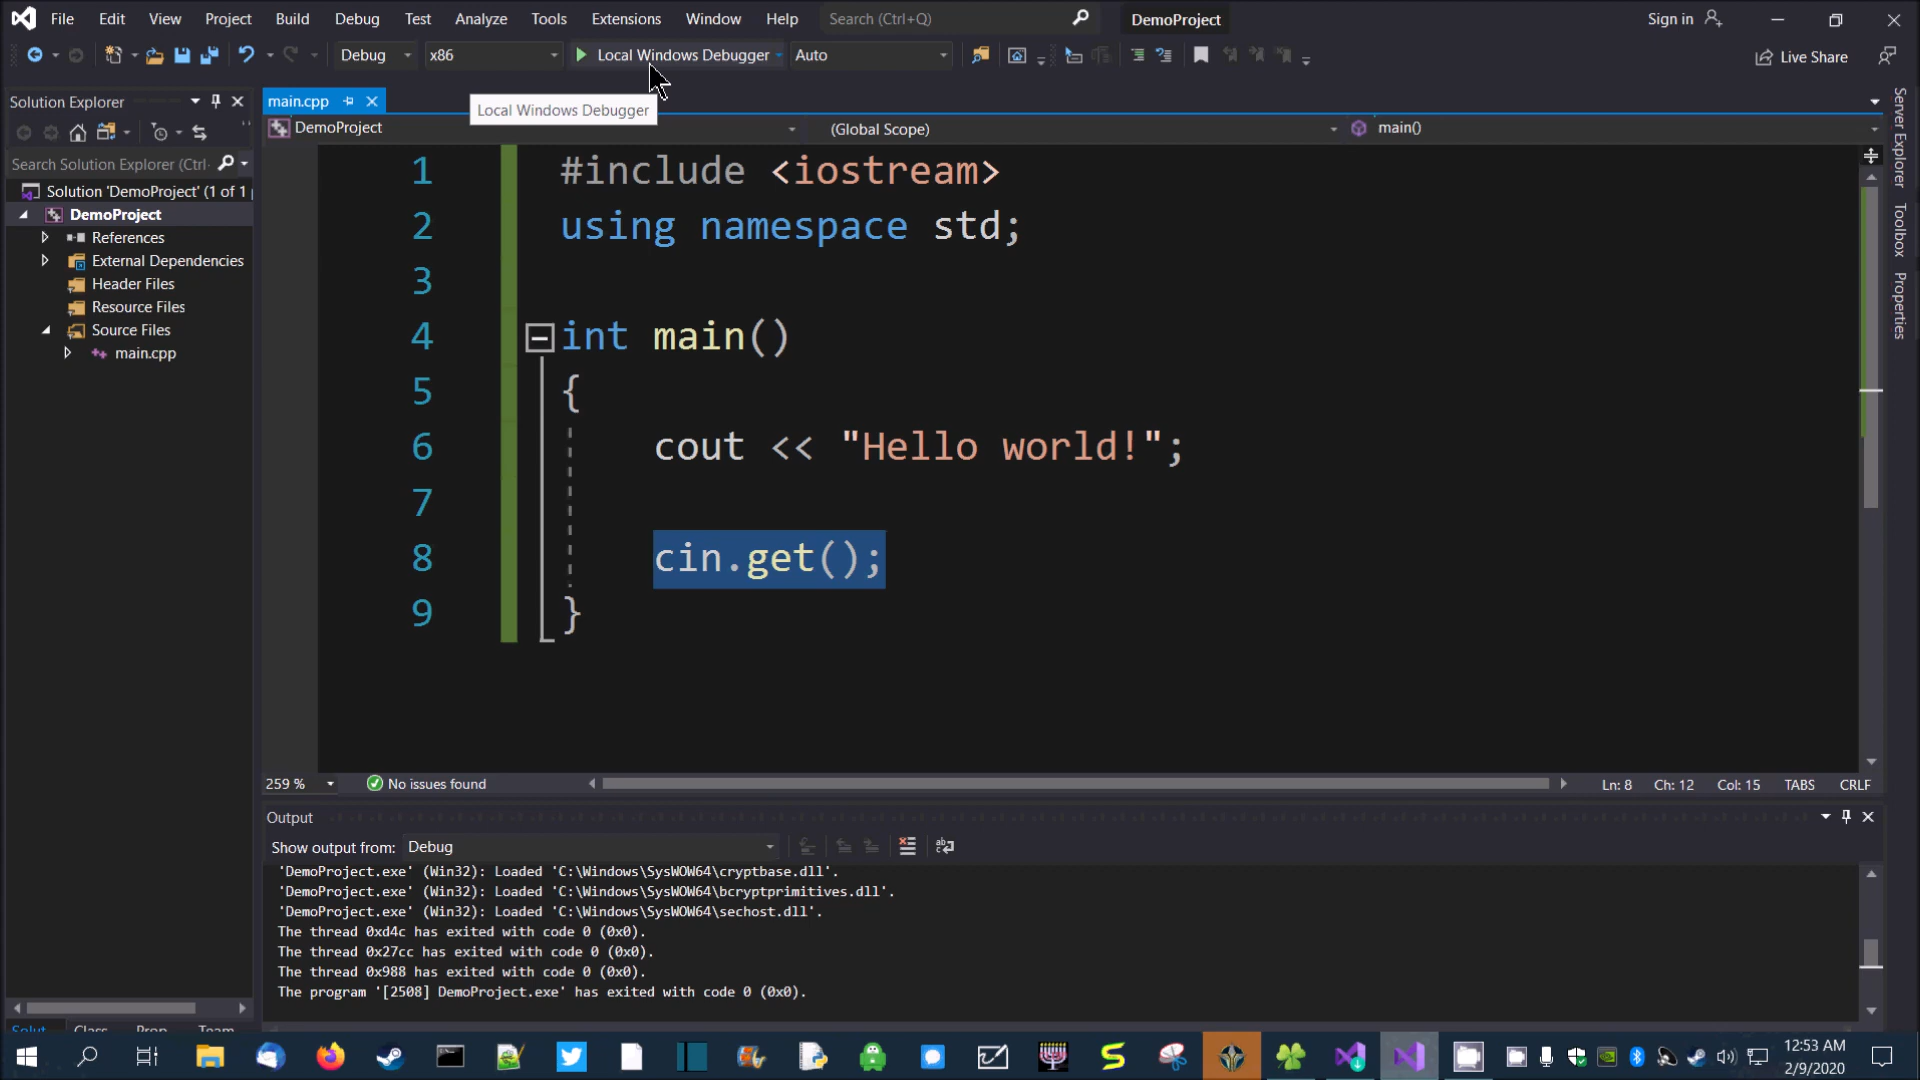 File Edit View Project Build Debug Test Analyze Tools Extensions Window Help Search (Ctrl+Q) DemoProject Sign in
Debug x86 Local Windows Debugger Auto Live Share
Solution Explorer
main.cpp
Local Windows Debugger
DemoProject (Global Scope) main()
Search Solution Explorer (Ctrl
Solution 'DemoProject' (1 of 1
DemoProject
References
External Dependencies
Header Files
Resource Files
Source Files
main.cpp
1 #include <iostream>
2 using namespace std;
3
4 int main()
5 {
6 cout << "Hello world!";
7
8 cin.get();
9 }
Server Explorer
Toolbox
Properties
259 % No issues found Ln: 8 Ch: 12 Col: 15 TABS CRLF
Output
Show output from: Debug
'DemoProject.exe' (Win32): Loaded 'C:\Windows\SysWOW64\cryptbase.dll'.
'DemoProject.exe' (Win32): Loaded 'C:\Windows\SysWOW64\bcryptprimitives.dll'.
'DemoProject.exe' (Win32): Loaded 'C:\Windows\SysWOW64\sechost.dll'.
The thread 0xd4c has exited with code 0 (0x0).
The thread 0x27cc has exited with code 0 (0x0).
The thread 0x988 has exited with code 0 (0x0).
The program '[2508] DemoProject.exe' has exited with code 0 (0x0).
Solut... Class... Prop... Team...
12:53 AM
2/9/2020